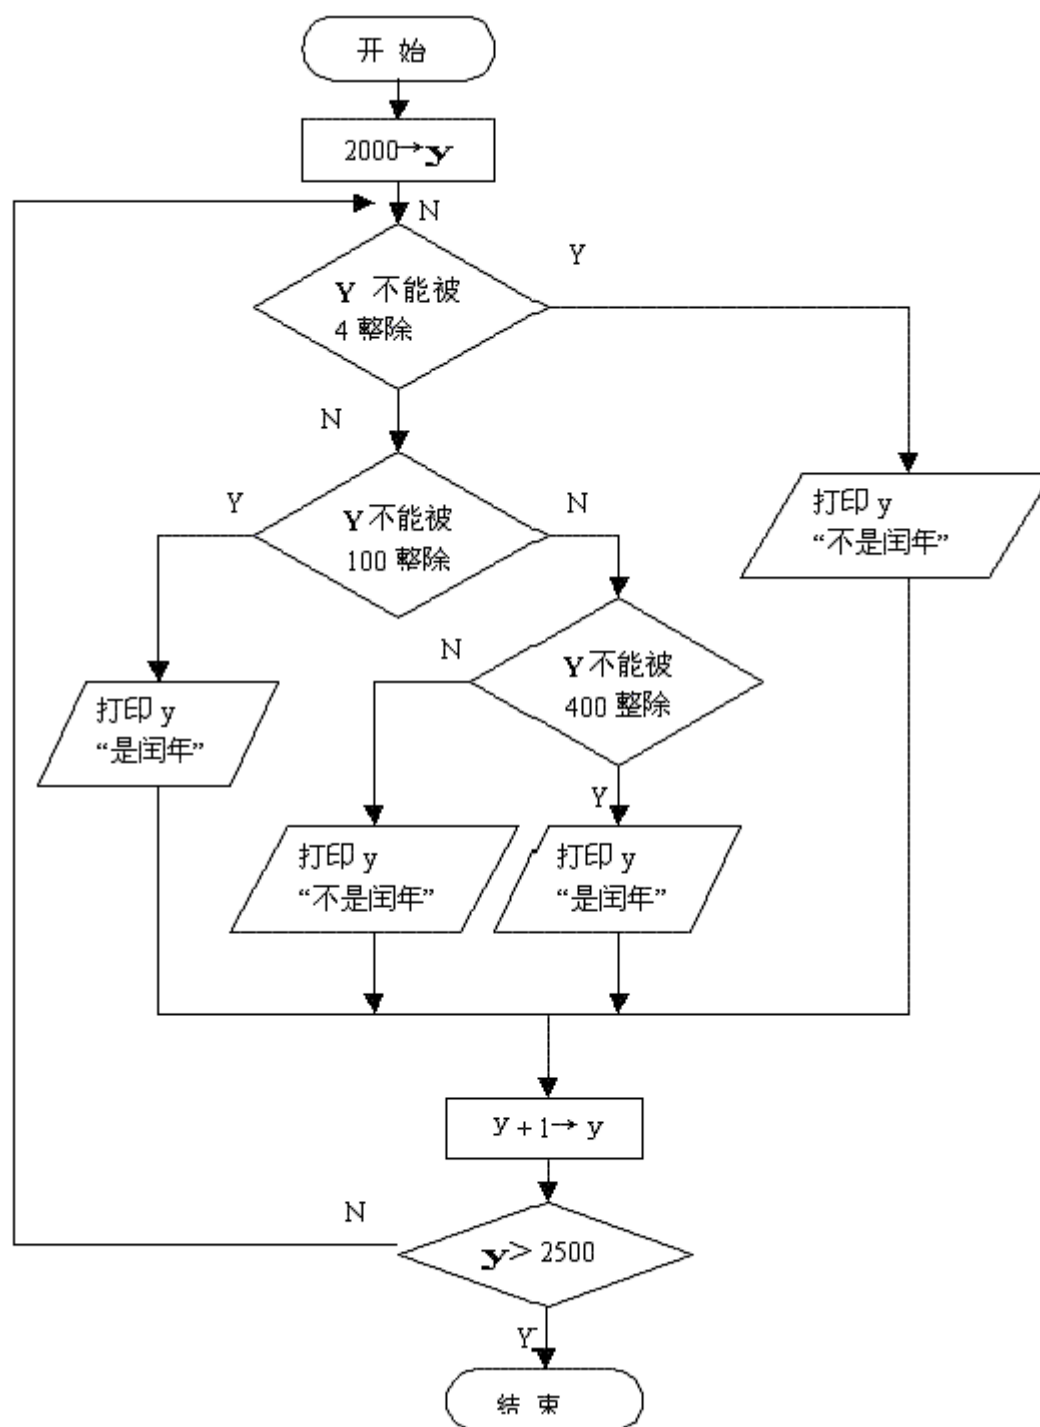 开 始
2000→y
N
Y
Y 不能被
4 整除
N
Y
N
Y 不能被
100 整除
打印 y
“不是闰年”
N
Y 不能被
400 整除
打印 y
“是闰年”
Y
打印 y
“不是闰年”
打印 y
“是闰年”
y + 1→ y
N
y> 2500
Y
结 束